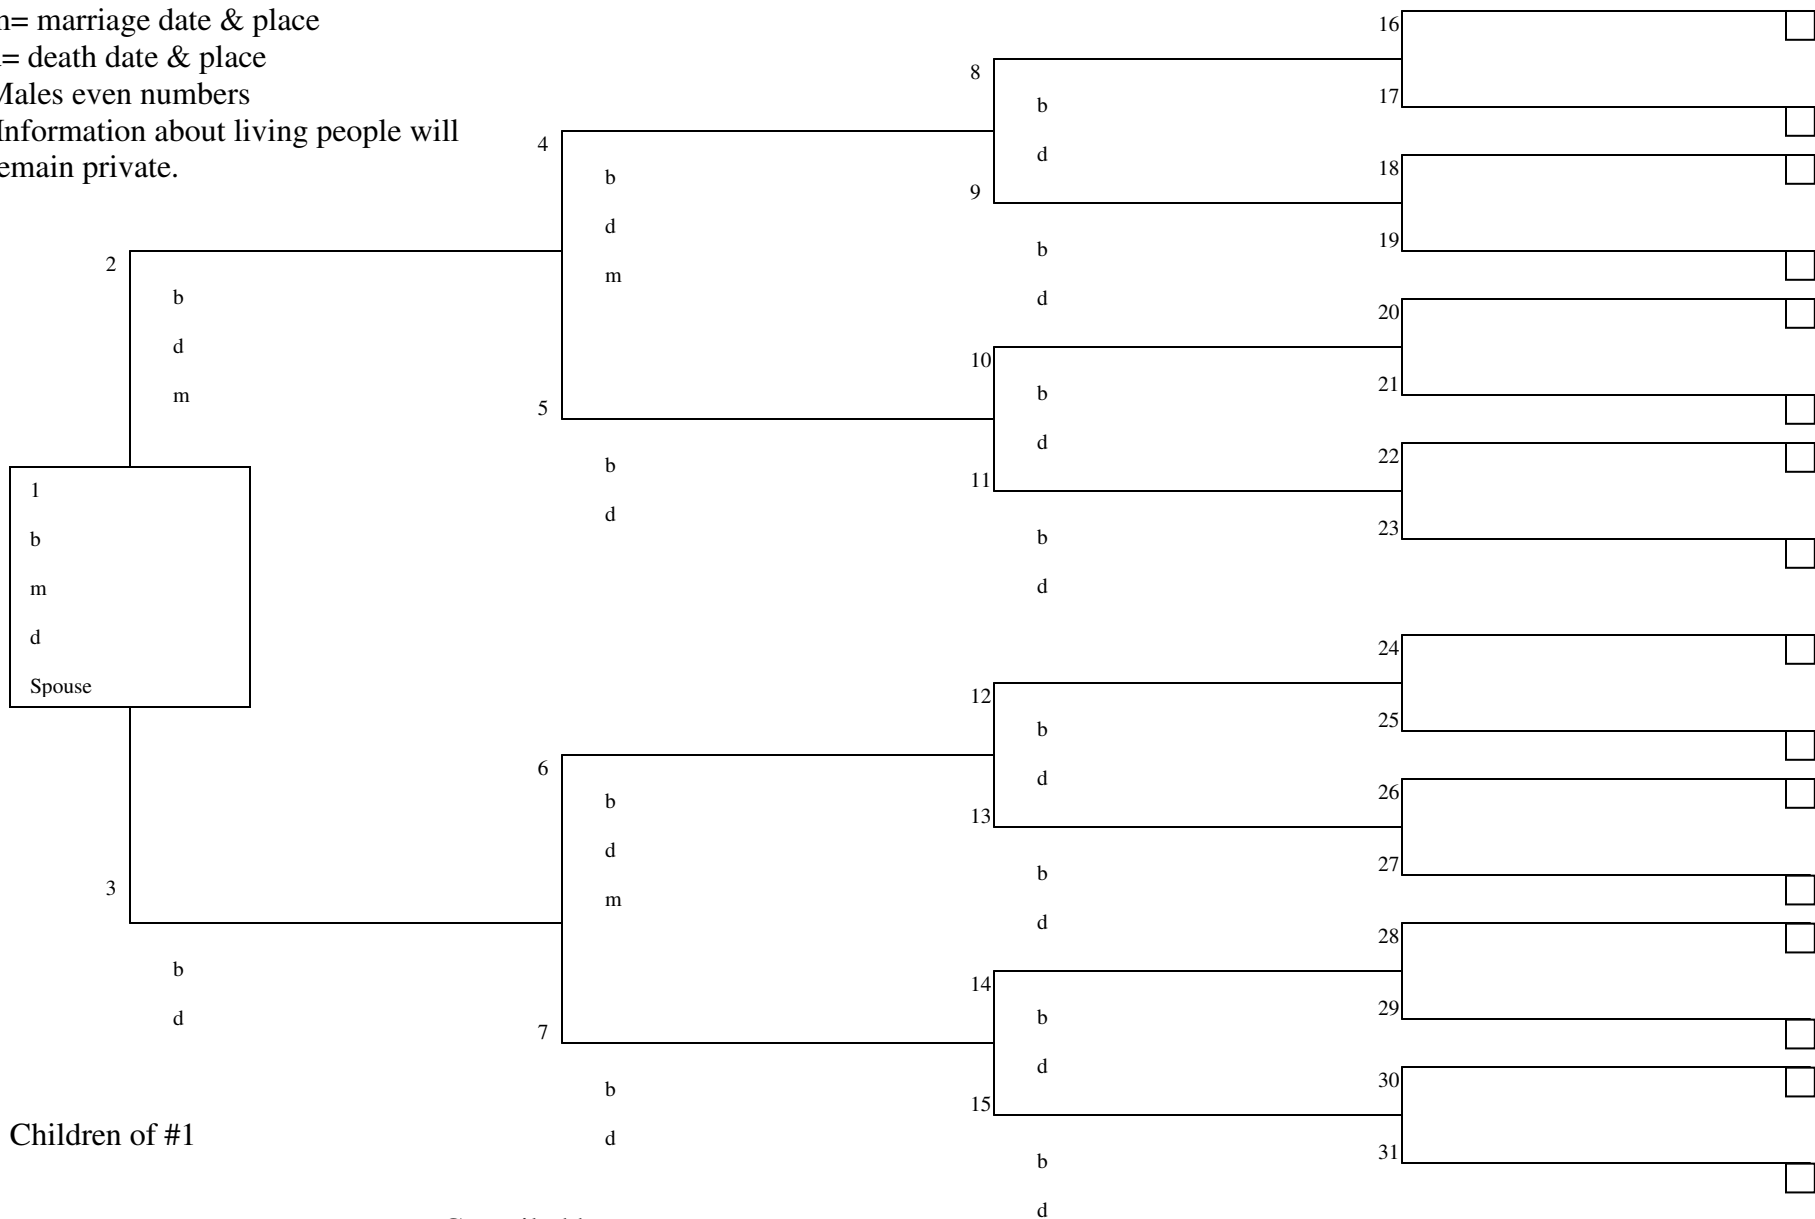 m= marriage date & place
= death date & place
Males even numbers
Information about living people will
remain private.
1
b
m
d
Spouse
2
b
d
m
3
b
d
4
b
d
m
5
b
d
6
b
d
m
7
b
d
8
b
d
9
b
d
10
b
d
11
b
d
12
b
d
13
b
d
14
b
d
15
b
d
16
17
18
19
20
21
22
23
24
25
26
27
28
29
30
31
Children of #1